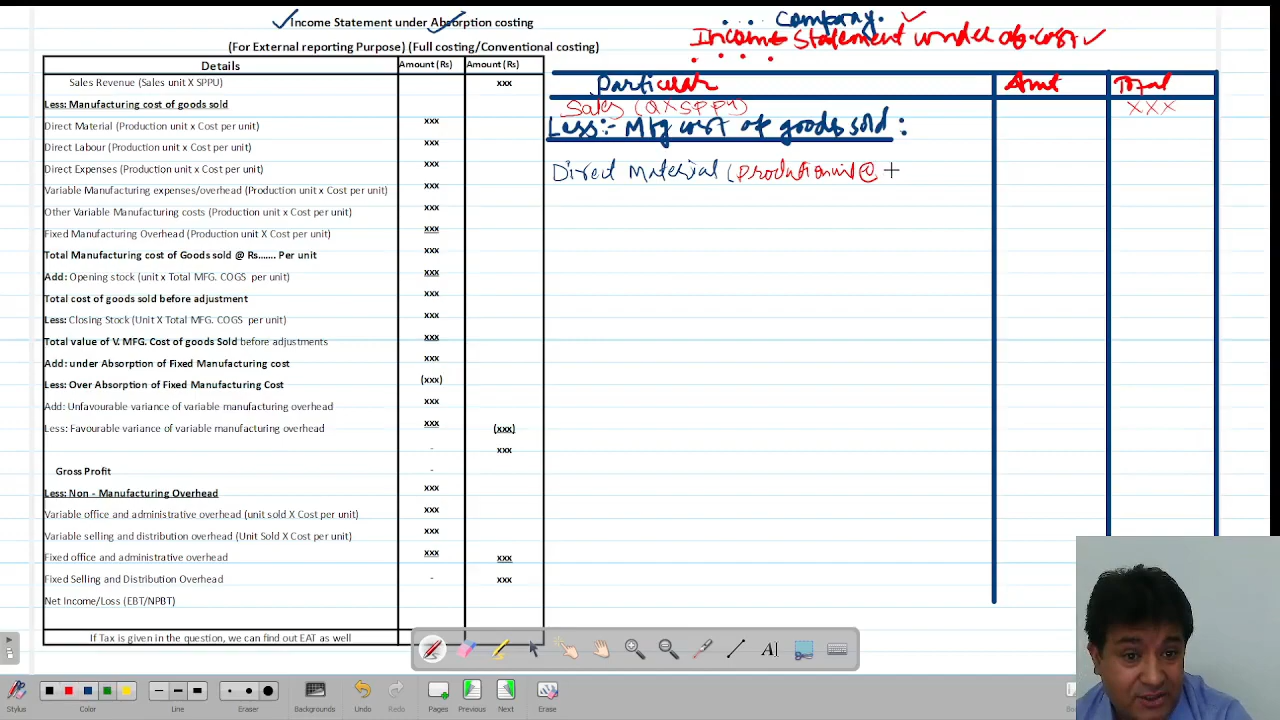 Income Statement under Absorption costing
(For External reporting Purpose) (Full costing/Conventional costing)
Details Amount (Rs) Amount (Rs)
Sales Revenue (Sales unit X SPPU) xxx
Less: Manufacturing cost of goods sold
Direct Material (Production unit x Cost per unit) xxx
Direct Labour (Production unit X Cost per unit) xxx
Direct Expenses (Production unit X Cost per unit) xxx
Variable Manufacturing expenses/overhead (Production unit x Cost per unit) xxx
Other Variable Manufacturing costs (Production unit X Cost per unit) xxx
Fixed Manufacturing Overhead (Production unit X Cost per unit) xxx
Total Manufacturing cost of Goods sold @ Rs....... Per unit xxx
Add: Opening stock (unit x Total MFG. COGS per unit) xxx
Total cost of goods sold before adjustment xxx
Less: Closing Stock (Unit X Total MFG. COGS per unit) xxx
Total value of V. MFG. Cost of goods Sold before adjustments xxx
Add: under Absorption of Fixed Manufacturing cost xxx
Less: Over Absorption of Fixed Manufacturing Cost (xxx)
Add: Unfavourable variance of variable manufacturing overhead xxx
Less: Favourable variance of variable manufacturing overhead xxx (xxx)
- xxx
Gross Profit -
Less: Non - Manufacturing Overhead xxx
Variable office and administrative overhead (unit sold X Cost per unit) xxx
Variable selling and distribution overhead (Unit Sold X Cost per unit) xxx
Fixed office and administrative overhead xxx xxx
Fixed Selling and Distribution Overhead - xxx
Net Income/Loss (EBT/NPBT)
If Tax is given in the question, we can find out EAT as well
... Company.
Income Statement under ab.cost
Particular Amt Total
Sales (Q X SPPU) XXX
Less:- Mfg cost of goods sold:
Direct Material (Production unit @
Stylus Color Line Eraser Backgrounds Undo Redo Pages Previous Next Erase